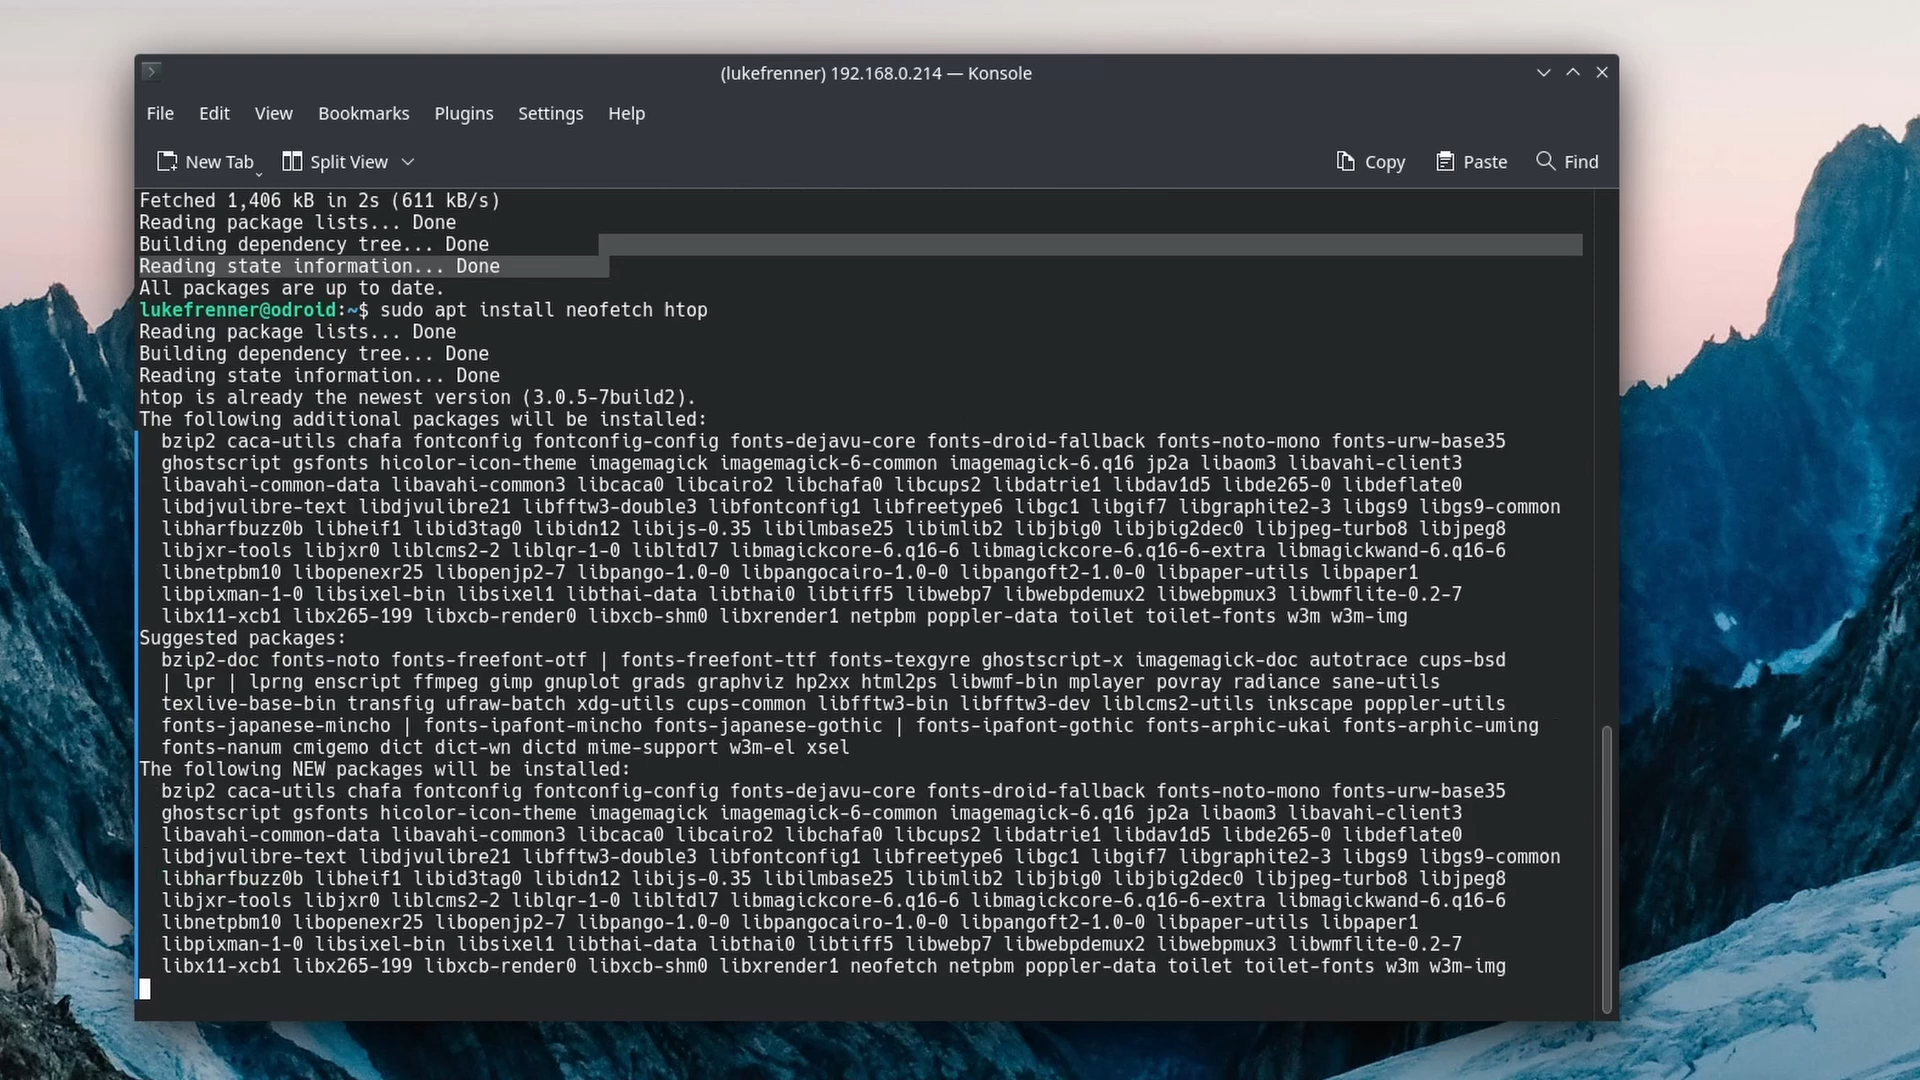 (lukefrenner) 192.168.0.214 — Konsole
File Edit View Bookmarks Plugins Settings Help
New Tab Split View Copy Paste Find
Fetched 1,406 kB in 2s (611 kB/s)
Reading package lists... Done
Building dependency tree... Done
Reading state information... Done
All packages are up to date.
lukefrenner@odroid:~$ sudo apt install neofetch htop
Reading package lists... Done
Building dependency tree... Done
Reading state information... Done
htop is already the newest version (3.0.5-7build2).
The following additional packages will be installed:
bzip2 caca-utils chafa fontconfig fontconfig-config fonts-dejavu-core fonts-droid-fallback fonts-noto-mono fonts-urw-base35
ghostscript gsfonts hicolor-icon-theme imagemagick imagemagick-6-common imagemagick-6.q16 jp2a libaom3 libavahi-client3
libavahi-common-data libavahi-common3 libcaca0 libcairo2 libchafa0 libcups2 libdatrie1 libdav1d5 libde265-0 libdeflate0
libdjvulibre-text libdjvulibre21 libfftw3-double3 libfontconfig1 libfreetype6 libgc1 libgif7 libgraphite2-3 libgs9 libgs9-common
libharfbuzz0b libheif1 libid3tag0 libidn12 libijs-0.35 libilmbase25 libimlib2 libjbig0 libjbig2dec0 libjpeg-turbo8 libjpeg8
libjxr-tools libjxr0 liblcms2-2 liblqr-1-0 libltdl7 libmagickcore-6.q16-6 libmagickcore-6.q16-6-extra libmagickwand-6.q16-6
libnetpbm10 libopenexr25 libopenjp2-7 libpango-1.0-0 libpangocairo-1.0-0 libpangoft2-1.0-0 libpaper-utils libpaper1
libpixman-1-0 libsixel-bin libsixel1 libthai-data libthai0 libtiff5 libwebp7 libwebpdemux2 libwebpmux3 libwmflite-0.2-7
libx11-xcb1 libx265-199 libxcb-render0 libxcb-shm0 libxrender1 netpbm poppler-data toilet toilet-fonts w3m w3m-img
Suggested packages:
bzip2-doc fonts-noto fonts-freefont-otf | fonts-freefont-ttf fonts-texgyre ghostscript-x imagemagick-doc autotrace cups-bsd
| lpr | lprng enscript ffmpeg gimp gnuplot grads graphviz hp2xx html2ps libwmf-bin mplayer povray radiance sane-utils
texlive-base-bin transfig ufraw-batch xdg-utils cups-common libfftw3-bin libfftw3-dev liblcms2-utils inkscape poppler-utils
fonts-japanese-mincho | fonts-ipafont-mincho fonts-japanese-gothic | fonts-ipafont-gothic fonts-arphic-ukai fonts-arphic-uming
fonts-nanum cmigemo dict dict-wn dictd mime-support w3m-el xsel
The following NEW packages will be installed:
bzip2 caca-utils chafa fontconfig fontconfig-config fonts-dejavu-core fonts-droid-fallback fonts-noto-mono fonts-urw-base35
ghostscript gsfonts hicolor-icon-theme imagemagick imagemagick-6-common imagemagick-6.q16 jp2a libaom3 libavahi-client3
libavahi-common-data libavahi-common3 libcaca0 libcairo2 libchafa0 libcups2 libdatrie1 libdav1d5 libde265-0 libdeflate0
libdjvulibre-text libdjvulibre21 libfftw3-double3 libfontconfig1 libfreetype6 libgc1 libgif7 libgraphite2-3 libgs9 libgs9-common
libharfbuzz0b libheif1 libid3tag0 libidn12 libijs-0.35 libilmbase25 libimlib2 libjbig0 libjbig2dec0 libjpeg-turbo8 libjpeg8
libjxr-tools libjxr0 liblcms2-2 liblqr-1-0 libltdl7 libmagickcore-6.q16-6 libmagickcore-6.q16-6-extra libmagickwand-6.q16-6
libnetpbm10 libopenexr25 libopenjp2-7 libpango-1.0-0 libpangocairo-1.0-0 libpangoft2-1.0-0 libpaper-utils libpaper1
libpixman-1-0 libsixel-bin libsixel1 libthai-data libthai0 libtiff5 libwebp7 libwebpdemux2 libwebpmux3 libwmflite-0.2-7
libx11-xcb1 libx265-199 libxcb-render0 libxcb-shm0 libxrender1 neofetch netpbm poppler-data toilet toilet-fonts w3m w3m-img